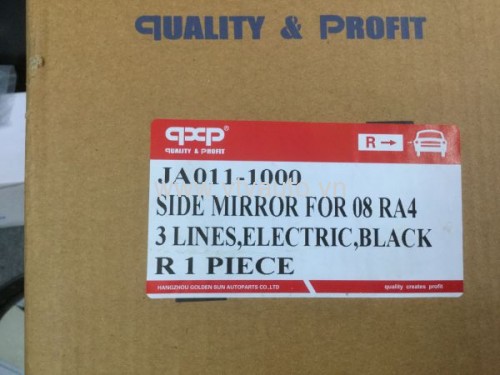 QUALITY & PROFIT
qxp®
QUALITY & PROFIT
R →
JA011-1000
SIDE MIRROR FOR 08 RA4
3 LINES,ELECTRIC,BLACK
R 1 PIECE
HANGZHOU GOLDEN SUN AUTOPARTS CO.,LTD
quality creates profit